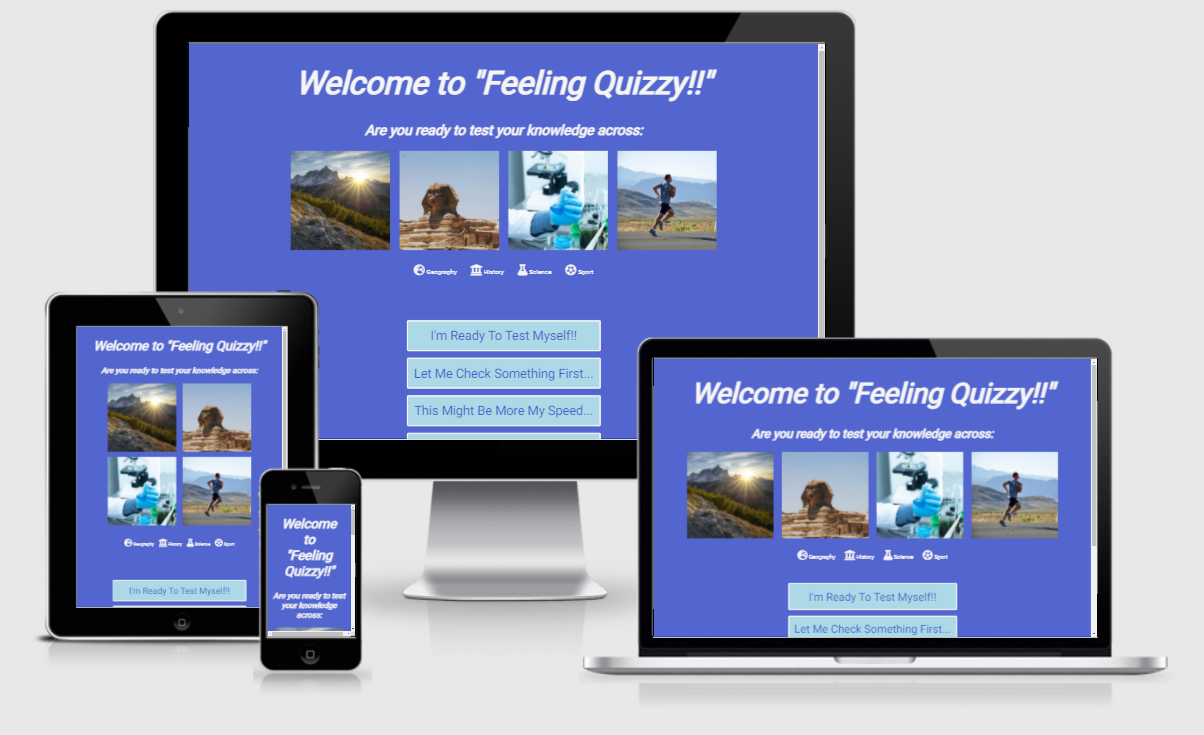 Welcome to "Feeling Quizzy!!"
Are you ready to test your knowledge across:
Geography History Science Sport
I'm Ready To Test Myself!!
Let Me Check Something First...
This Might Be More My Speed...
Welcome to "Feeling Quizzy!!"
Are you ready to test your knowledge across:
Geography History Science Sport
I'm Ready To Test Myself!!
Welcome
to
"Feeling
Quizzy!!"
Are you ready to test
your knowledge
across:
Welcome to "Feeling Quizzy!!"
Are you ready to test your knowledge across:
Geography History Science Sport
I'm Ready To Test Myself!!
Let Me Check Something First...